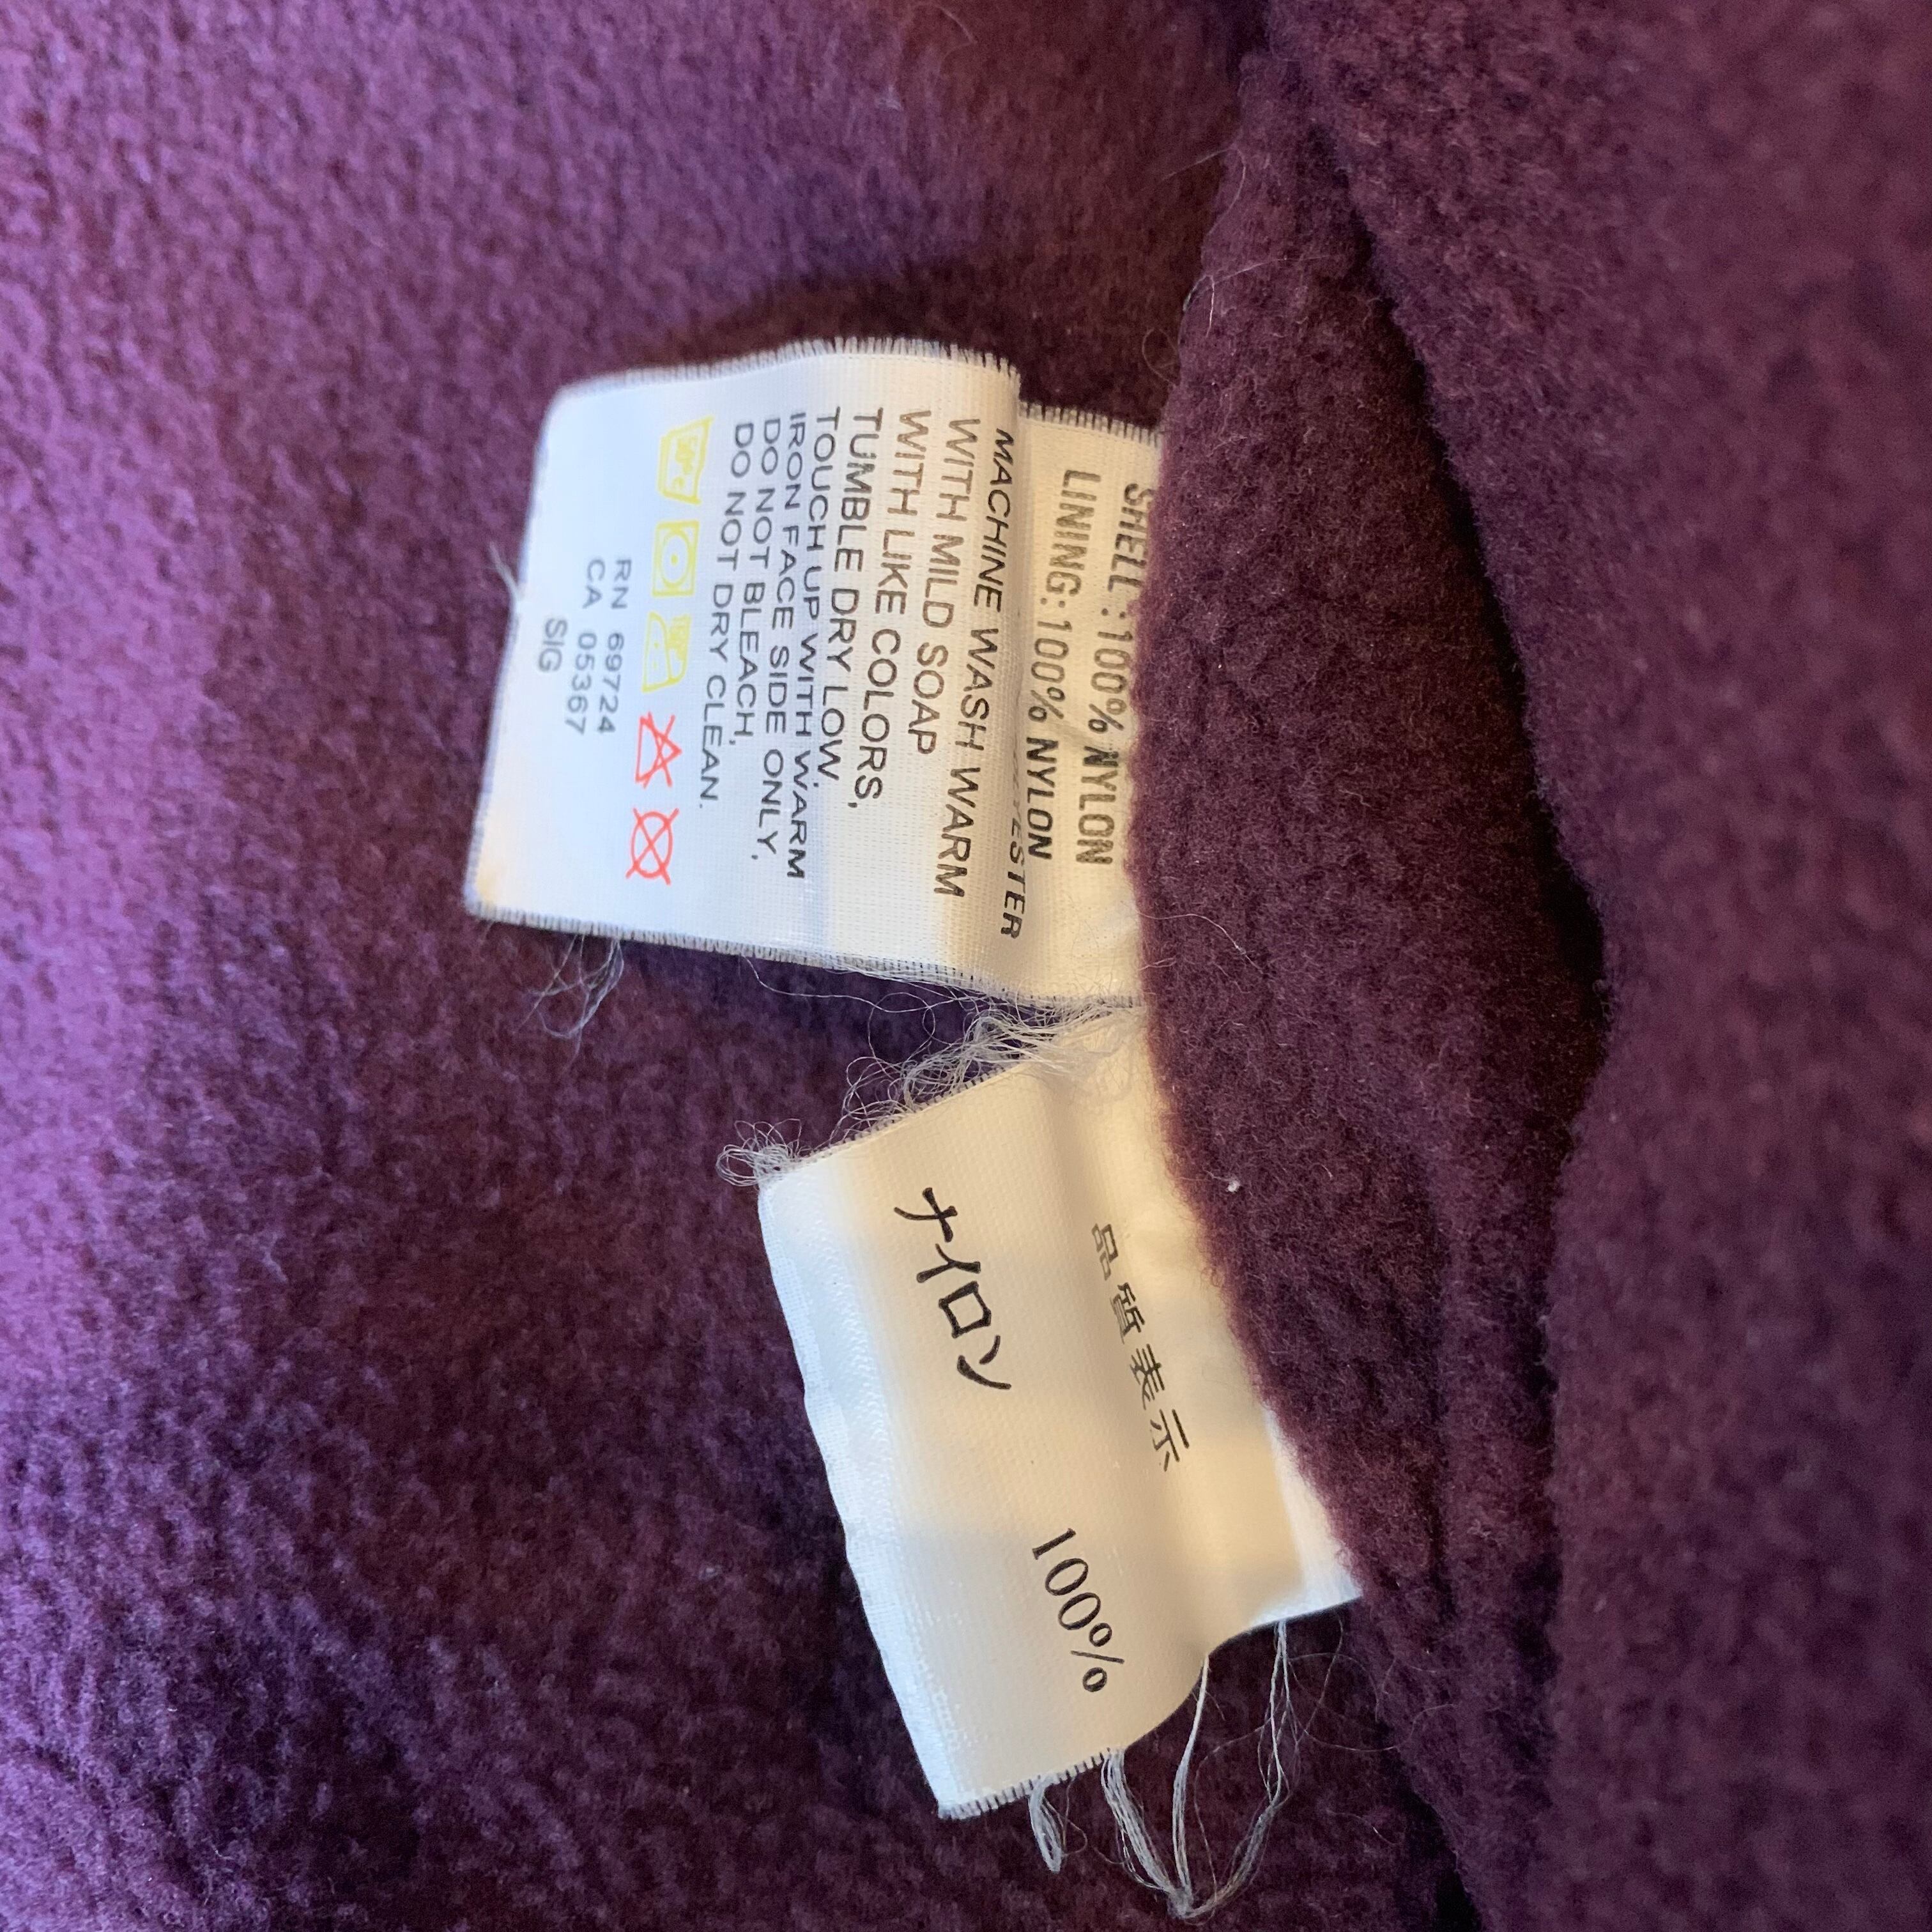 SHELL:100% NYLON
LINING:100% NYLON
MACHINE WASH WARM
WITH MILD SOAP
WITH LIKE COLORS,
TUMBLE DRY LOW,
TOUCH UP WITH WARM
IRON FACE SIDE ONLY,
DO NOT BLEACH,
DO NOT DRY CLEAN.
RN 69724
CA 05367
SIG
品質表示
ナイロン 100%